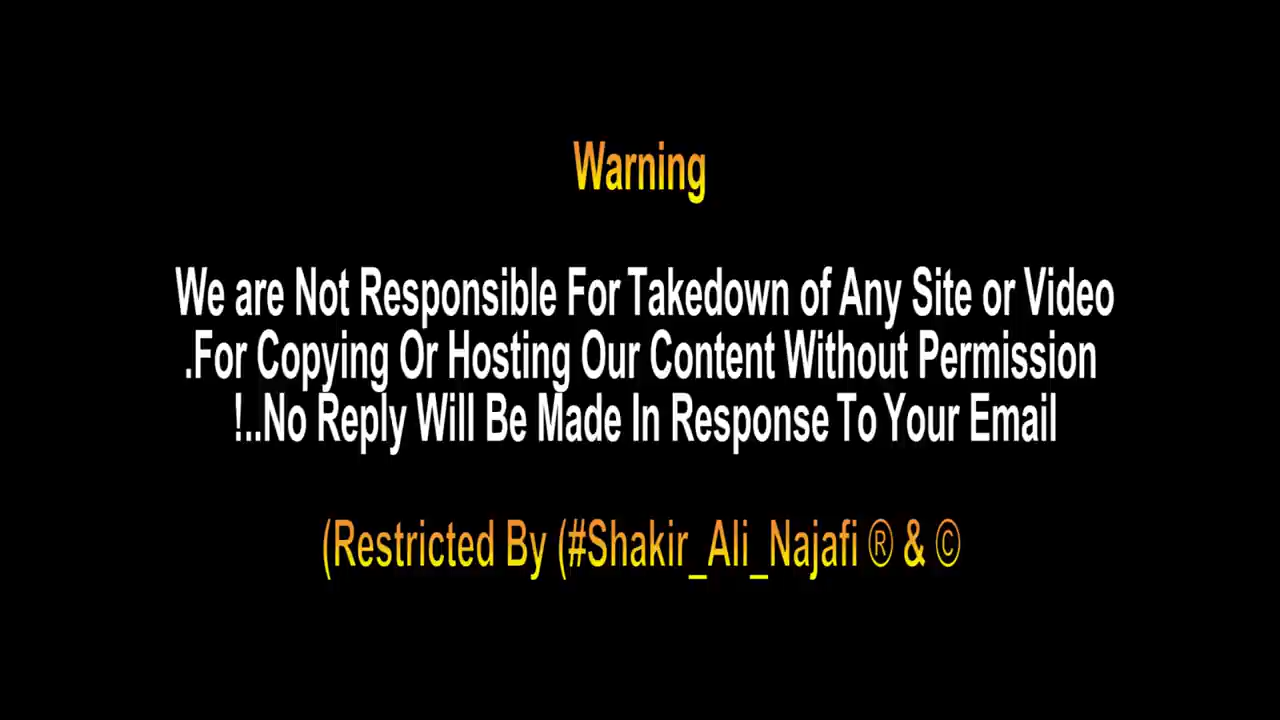 Warning
We are Not Responsible For Takedown of Any Site or Video
.For Copying Or Hosting Our Content Without Permission
!..No Reply Will Be Made In Response To Your Email
(Restricted By (#Shakir_Ali_Najafi ® & ©